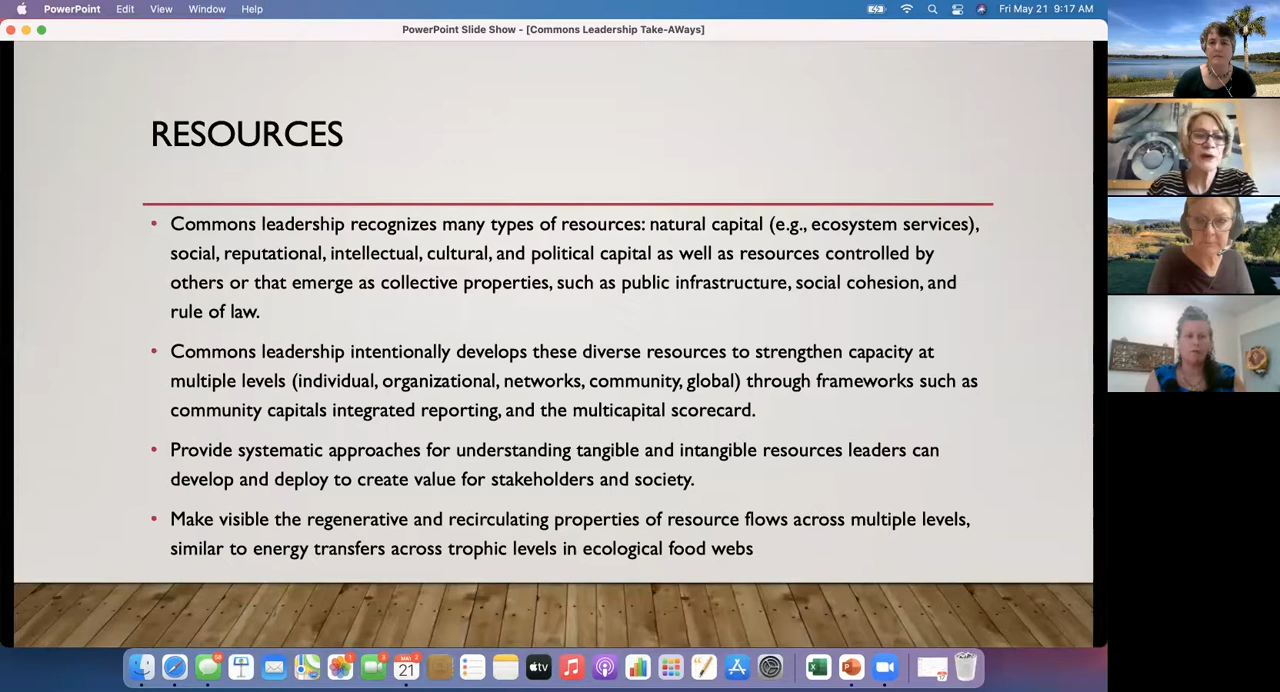 PowerPoint Edit View Window Help Fri May 21 9:17 AM
PowerPoint Slide Show - [Commons Leadership Take-AWays]
RESOURCES
• Commons leadership recognizes many types of resources: natural capital (e.g., ecosystem services),
social, reputational, intellectual, cultural, and political capital as well as resources controlled by
others or that emerge as collective properties, such as public infrastructure, social cohesion, and
rule of law.
• Commons leadership intentionally develops these diverse resources to strengthen capacity at
multiple levels (individual, organizational, networks, community, global) through frameworks such as
community capitals integrated reporting, and the multicapital scorecard.
• Provide systematic approaches for understanding tangible and intangible resources leaders can
develop and deploy to create value for stakeholders and society.
• Make visible the regenerative and recirculating properties of resource flows across multiple levels,
similar to energy transfers across trophic levels in ecological food webs
21
tv